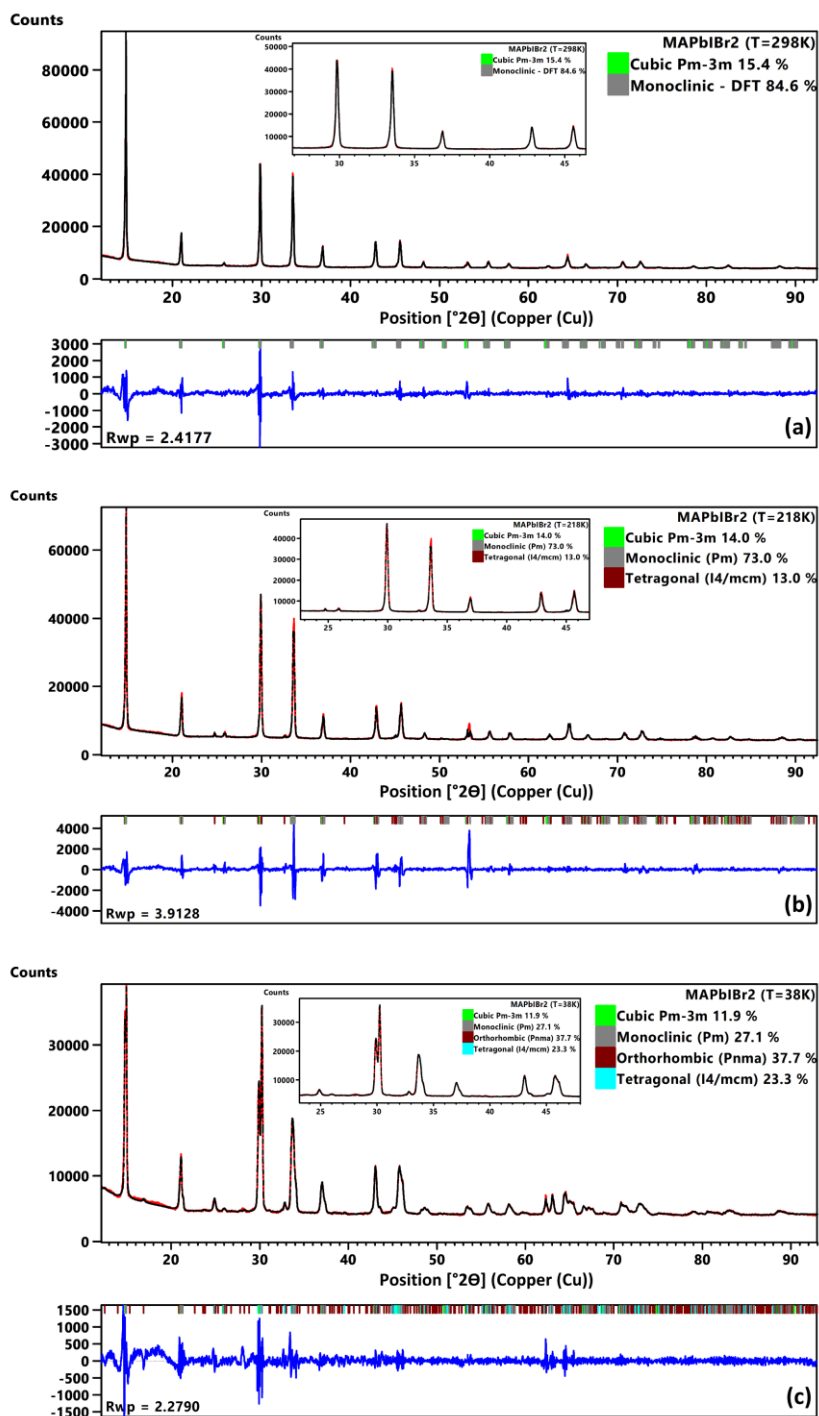 Counts
MAPbIBr2 (T=298K)
Cubic Pm-3m 15.4 %
Monoclinic - DFT 84.6 %
80000
60000
40000
20000
0
Counts
MAPbIBr2 (T=298K)
Cubic Pm-3m 15.4 %
Monoclinic - DFT 84.6 %
50000
40000
30000
20000
10000
30 35 40 45
20 30 40 50 60 70 80 90
Position [°2ϴ] (Copper (Cu))
3000
2000
1000
0
-1000
-2000
-3000
Rwp = 2.4177
(a)
Counts
MAPbIBr2 (T=218K)
Cubic Pm-3m 14.0 %
Monoclinic (Pm) 73.0 %
Tetragonal (I4/mcm) 13.0 %
60000
40000
20000
0
Counts
MAPbIBr2 (T=218K)
Cubic Pm-3m 14.0 %
Monoclinic (Pm) 73.0 %
Tetragonal (I4/mcm) 13.0 %
40000
30000
20000
10000
25 30 35 40 45
20 30 40 50 60 70 80 90
Position [°2ϴ] (Copper (Cu))
4000
2000
0
-2000
-4000
Rwp = 3.9128
(b)
Counts
MAPbIBr2 (T=38K)
Cubic Pm-3m 11.9 %
Monoclinic (Pm) 27.1 %
Orthorhombic (Pnma) 37.7 %
Tetragonal (I4/mcm) 23.3 %
30000
20000
10000
0
Counts
MAPbIBr2 (T=38K)
Cubic Pm-3m 11.9 %
Monoclinic (Pm) 27.1 %
Orthorhombic (Pnma) 37.7 %
Tetragonal (I4/mcm) 23.3 %
30000
20000
10000
25 30 35 40 45
20 30 40 50 60 70 80 90
Position [°2ϴ] (Copper (Cu))
1500
1000
500
0
-500
-1000
-1500
Rwp = 2.2790
(c)